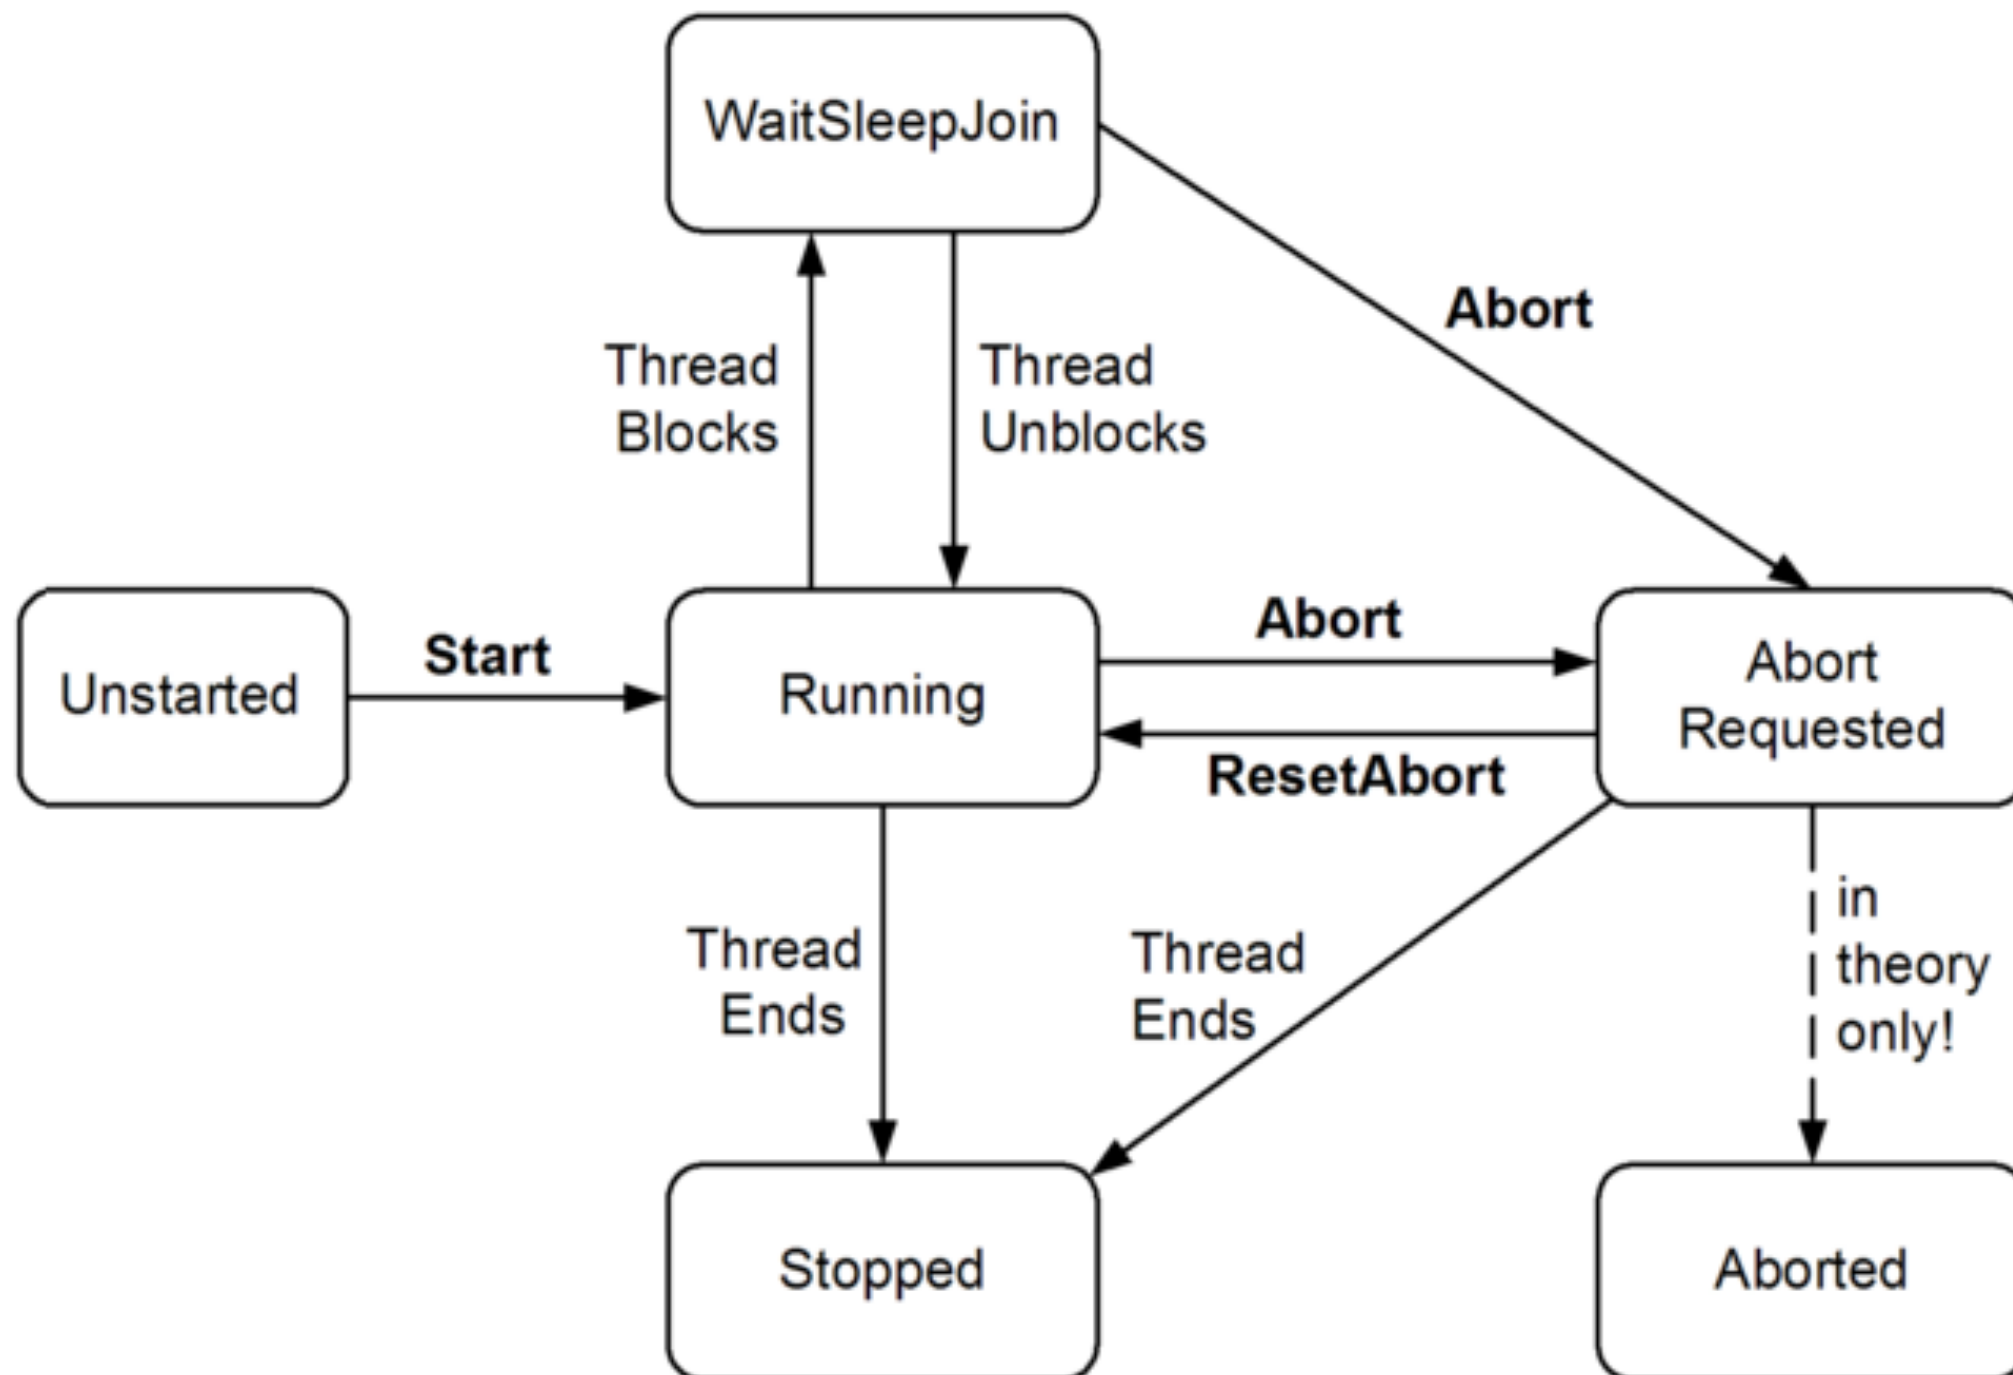 WaitSleepJoin
Abort
Thread
Blocks
Thread
Unblocks
Unstarted
Start
Running
Abort
ResetAbort
Abort
Requested
Thread
Ends
Thread
Ends
in
theory
only!
Stopped
Aborted